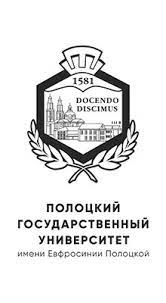 1581
DOCENDO
DISCIMUS
ПОЛОЦКИЙ
ГОСУДАРСТВЕННЫЙ
УНИВЕРСИТЕТ
имени Евфросинии Полоцкой